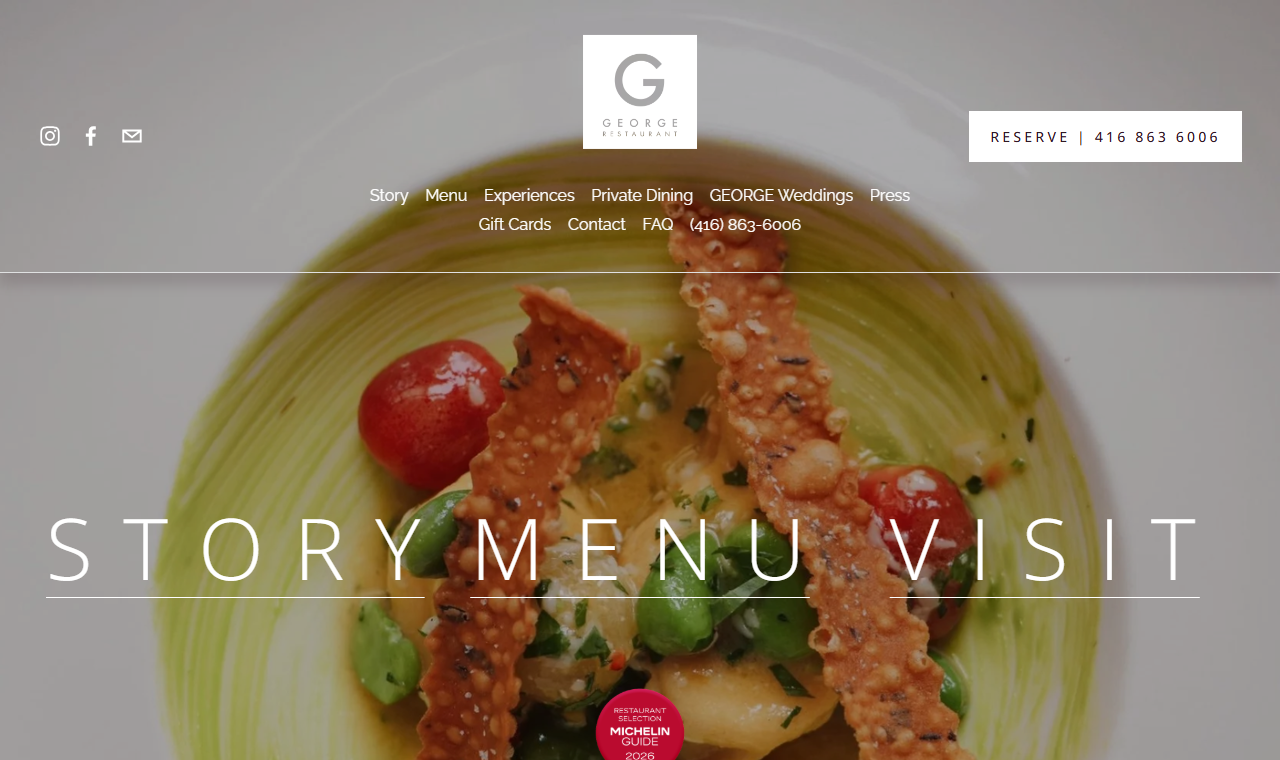 G
GEORGE
RESTAURANT
RESERVE | 416 863 6006
Story Menu Experiences Private Dining GEORGE Weddings Press
Gift Cards Contact FAQ (416) 863-6006
STORY MENU VISIT
RESTAURANT
SELECTION
MICHELIN
GUIDE
2026